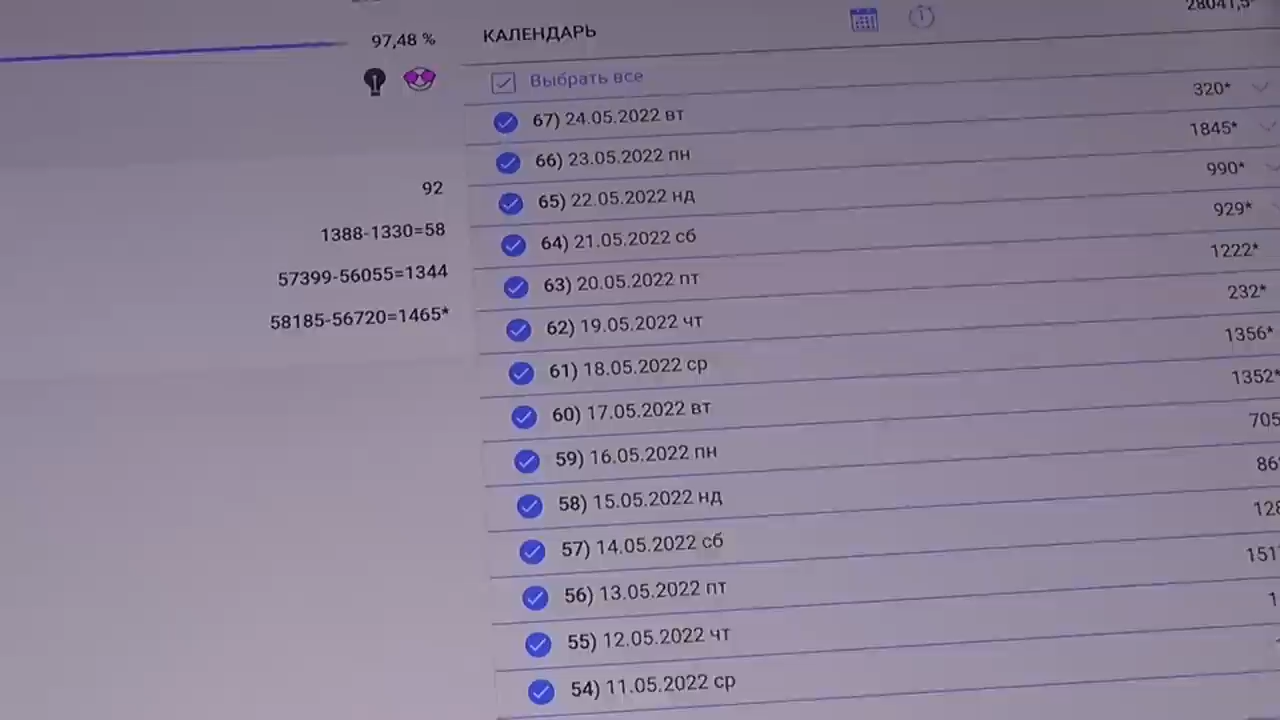 97,48 %
92
1388-1330=58
57399-56055=1344
58185-56720=1465*
КАЛЕНДАРЬ 28041,5*
Выбрать все
67) 24.05.2022 вт 320*
66) 23.05.2022 пн 1845*
65) 22.05.2022 нд 990*
64) 21.05.2022 сб 929*
63) 20.05.2022 пт 1222*
62) 19.05.2022 чт 232*
61) 18.05.2022 ср 1356*
60) 17.05.2022 вт 1352*
59) 16.05.2022 пн 705
58) 15.05.2022 нд 86
57) 14.05.2022 сб 128
56) 13.05.2022 пт 151
55) 12.05.2022 чт 1
54) 11.05.2022 ср